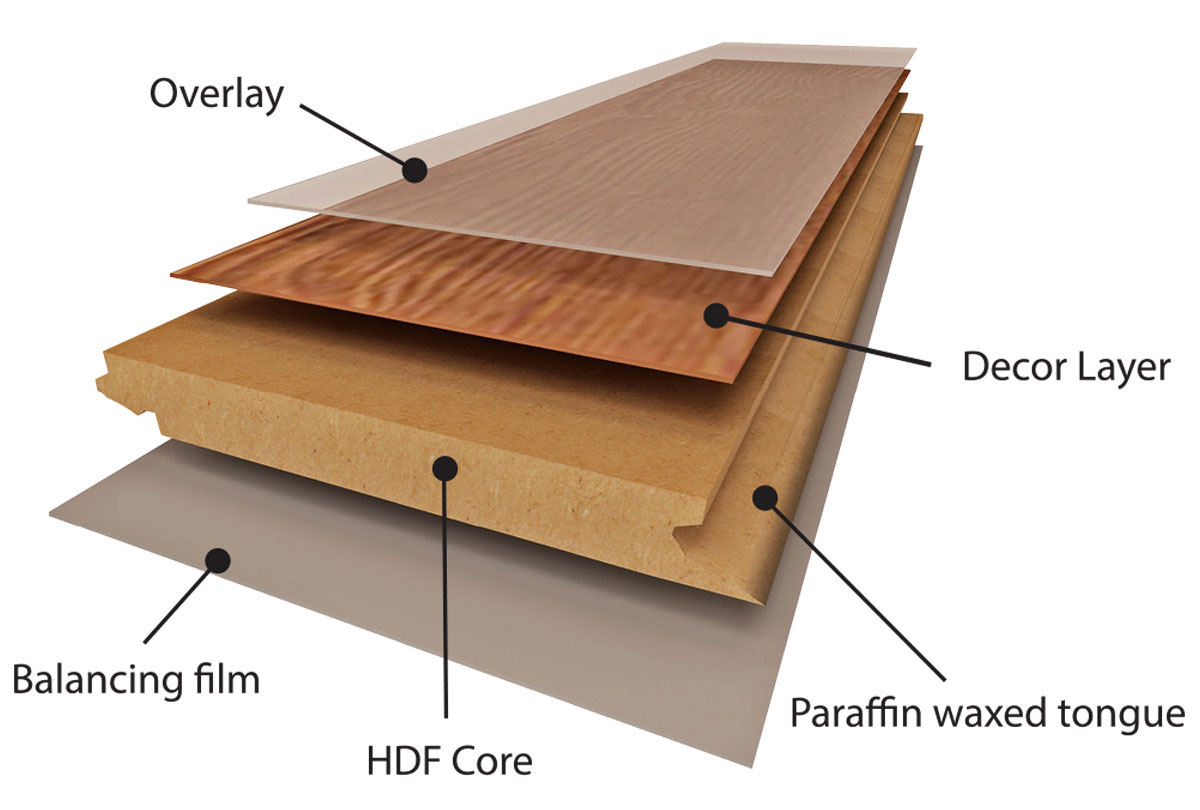 Overlay
Decor Layer
Balancing film
Paraffin waxed tongue
HDF Core